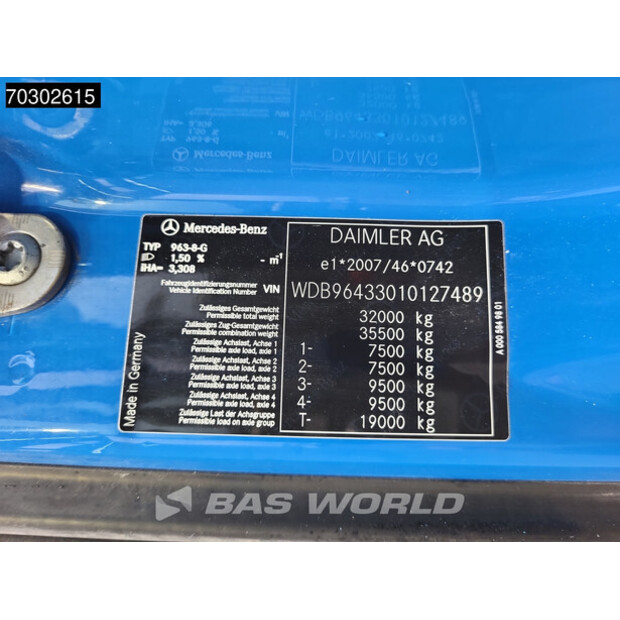 70302615
Mercedes-Benz
TYP 963-8-G
1,50 % - m⁻¹
iHA= 3,308
Fahrzeugidentifizierungsnummer
Vehicle Identification Number VIN
DAIMLER AG
e1*2007/46*0742
WDB96433010127489
Zulässiges Gesamtgewicht
Permissible total weight 32000 kg
Zulässiges Zug-Gesamtgewicht
Permissible combination weight 35500 kg
Zulässige Achslast, Achse 1
Permissible axle load, axle 1 1- 7500 kg
Zulässige Achslast, Achse 2
Permissible axle load, axle 2 2- 7500 kg
Zulässige Achslast, Achse 3
Permissible axle load, axle 3 3- 9500 kg
Zulässige Achslast, Achse 4
Permissible axle load, axle 4 4- 9500 kg
Zulässige Last der Achsgruppe
Permissible load on axle group T- 19000 kg
Made in Germany
A 000 584 98 01
BAS WORLD